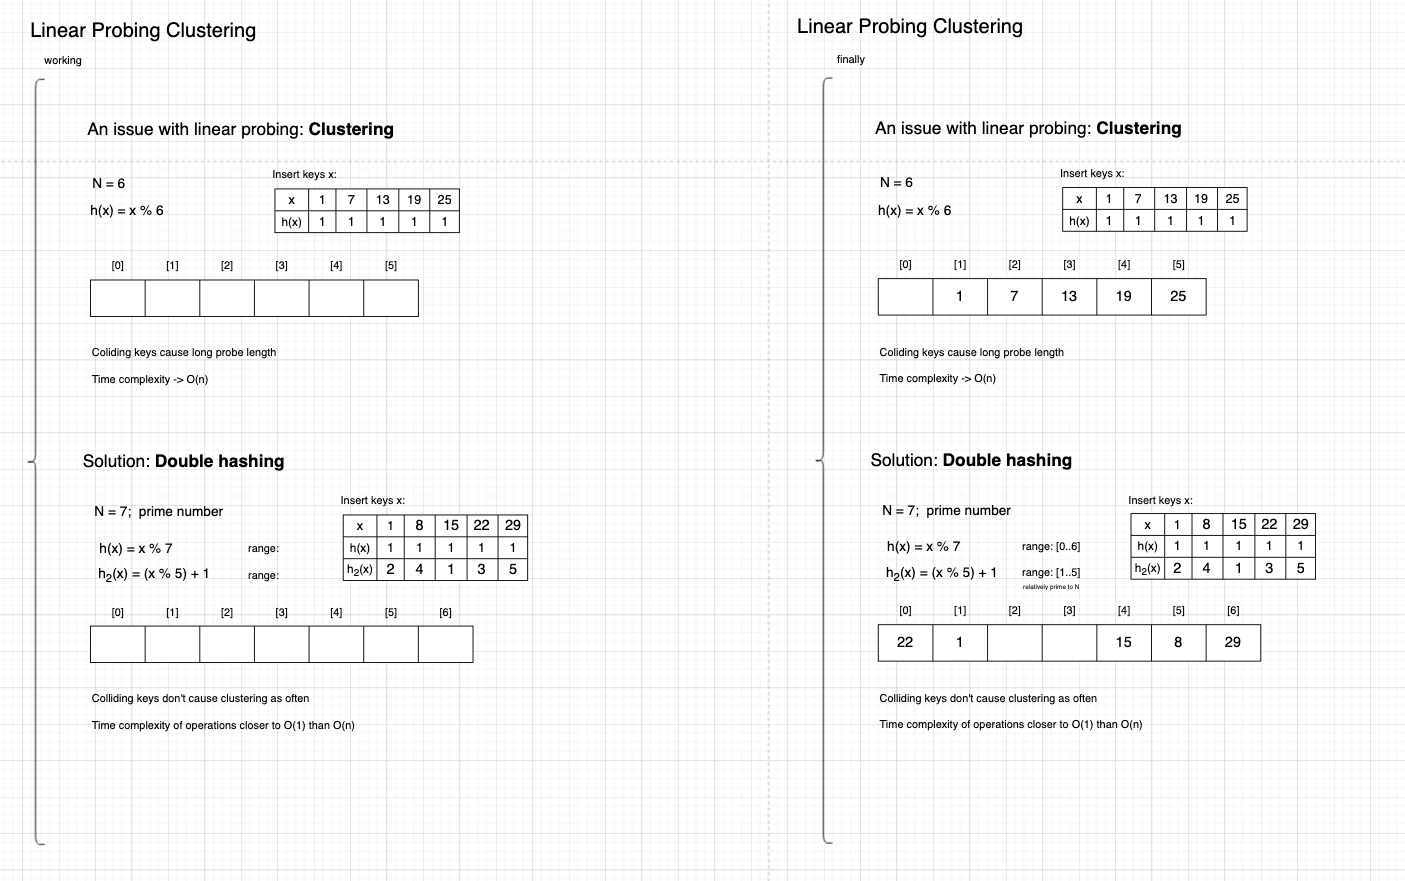 Linear Probing Clustering
working
An issue with linear probing: Clustering
N = 6
h(x) = x % 6
Insert keys x:
x 1 7 13 19 25
h(x) 1 1 1 1 1
[0] [1] [2] [3] [4] [5]
Coliding keys cause long probe length
Time complexity -> O(n)
Solution: Double hashing
N = 7; prime number
h(x) = x % 7 range:
h2(x) = (x % 5) + 1 range:
Insert keys x:
x 1 8 15 22 29
h(x) 1 1 1 1 1
h2(x) 2 4 1 3 5
[0] [1] [2] [3] [4] [5] [6]
Colliding keys don't cause clustering as often
Time complexity of operations closer to O(1) than O(n)
Linear Probing Clustering
finally
An issue with linear probing: Clustering
N = 6
h(x) = x % 6
Insert keys x:
x 1 7 13 19 25
h(x) 1 1 1 1 1
[0] [1] [2] [3] [4] [5]
1 7 13 19 25
Coliding keys cause long probe length
Time complexity -> O(n)
Solution: Double hashing
N = 7; prime number
h(x) = x % 7 range: [0..6]
h2(x) = (x % 5) + 1 range: [1..5]
relatively prime to N
Insert keys x:
x 1 8 15 22 29
h(x) 1 1 1 1 1
h2(x) 2 4 1 3 5
[0] [1] [2] [3] [4] [5] [6]
22 1 15 8 29
Colliding keys don't cause clustering as often
Time complexity of operations closer to O(1) than O(n)